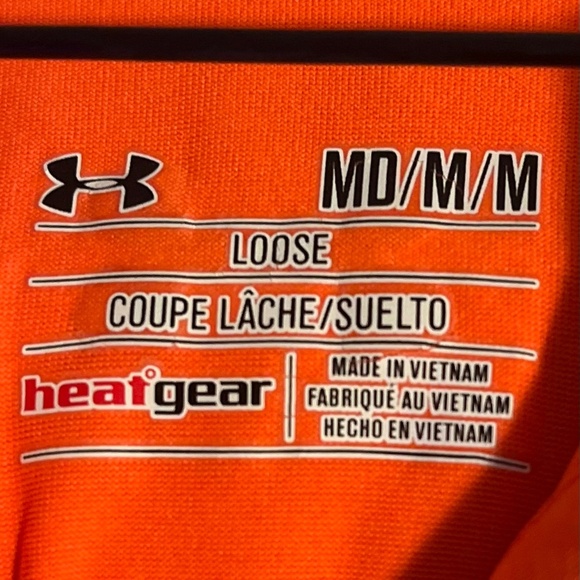 MD/M/M
LOOSE
COUPE LÂCHE/SUELTO
heatgear
MADE IN VIETNAM
FABRIQUÉ AU VIETNAM
HECHO EN VIETNAM